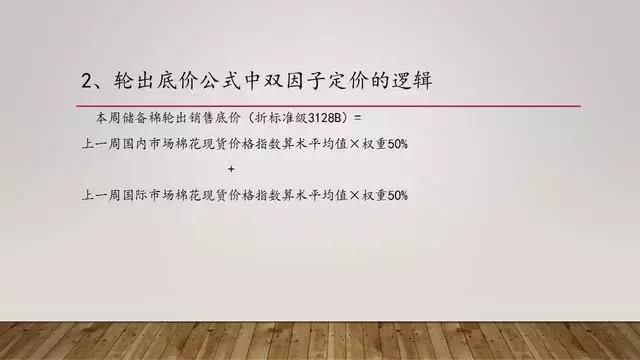 2、轮出底价公式中双因子定价的逻辑
本周储备棉轮出销售底价（折标准级3128B）=
上一周国内市场棉花现货价格指数算术平均值×权重50%
+
上一周国际市场棉花现货价格指数算术平均值×权重50%